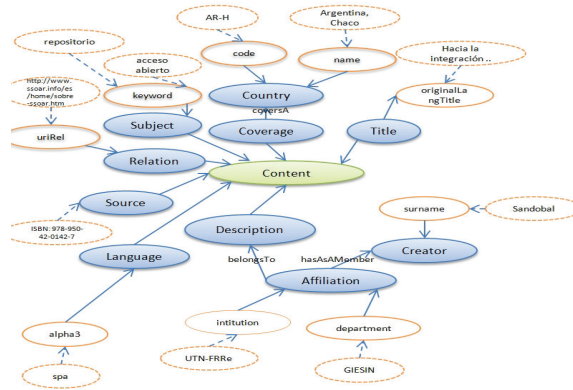 AR-H
Argentina,
Chaco
repositorio
code
name
Hacia la
integración ..
acceso
abierto
http://www.
ssoar.info/es
/home/sobre
-ssoar.htm
keyword
Country
originalLa
ngTitle
coversA
Subject
Coverage
Title
uriRel
Relation
Content
Source
surname
Sandobal
ISBN: 978-950-
42-0142-7
Description
Language
belongsTo
hasAsAMember
Creator
Affiliation
alpha3
intitution
department
UTN-FRRe
GIESIN
spa